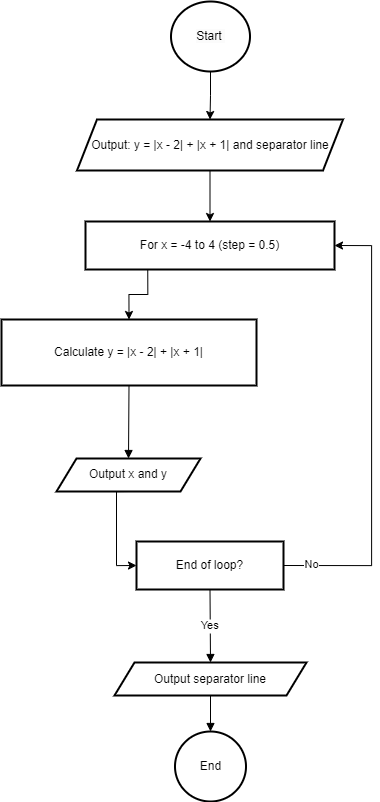 Start
Output: y = |x - 2| + |x + 1| and separator line
For x = -4 to 4 (step = 0.5)
Calculate y = |x - 2| + |x + 1|
Output x and y
End of loop?
No
Yes
Output separator line
End